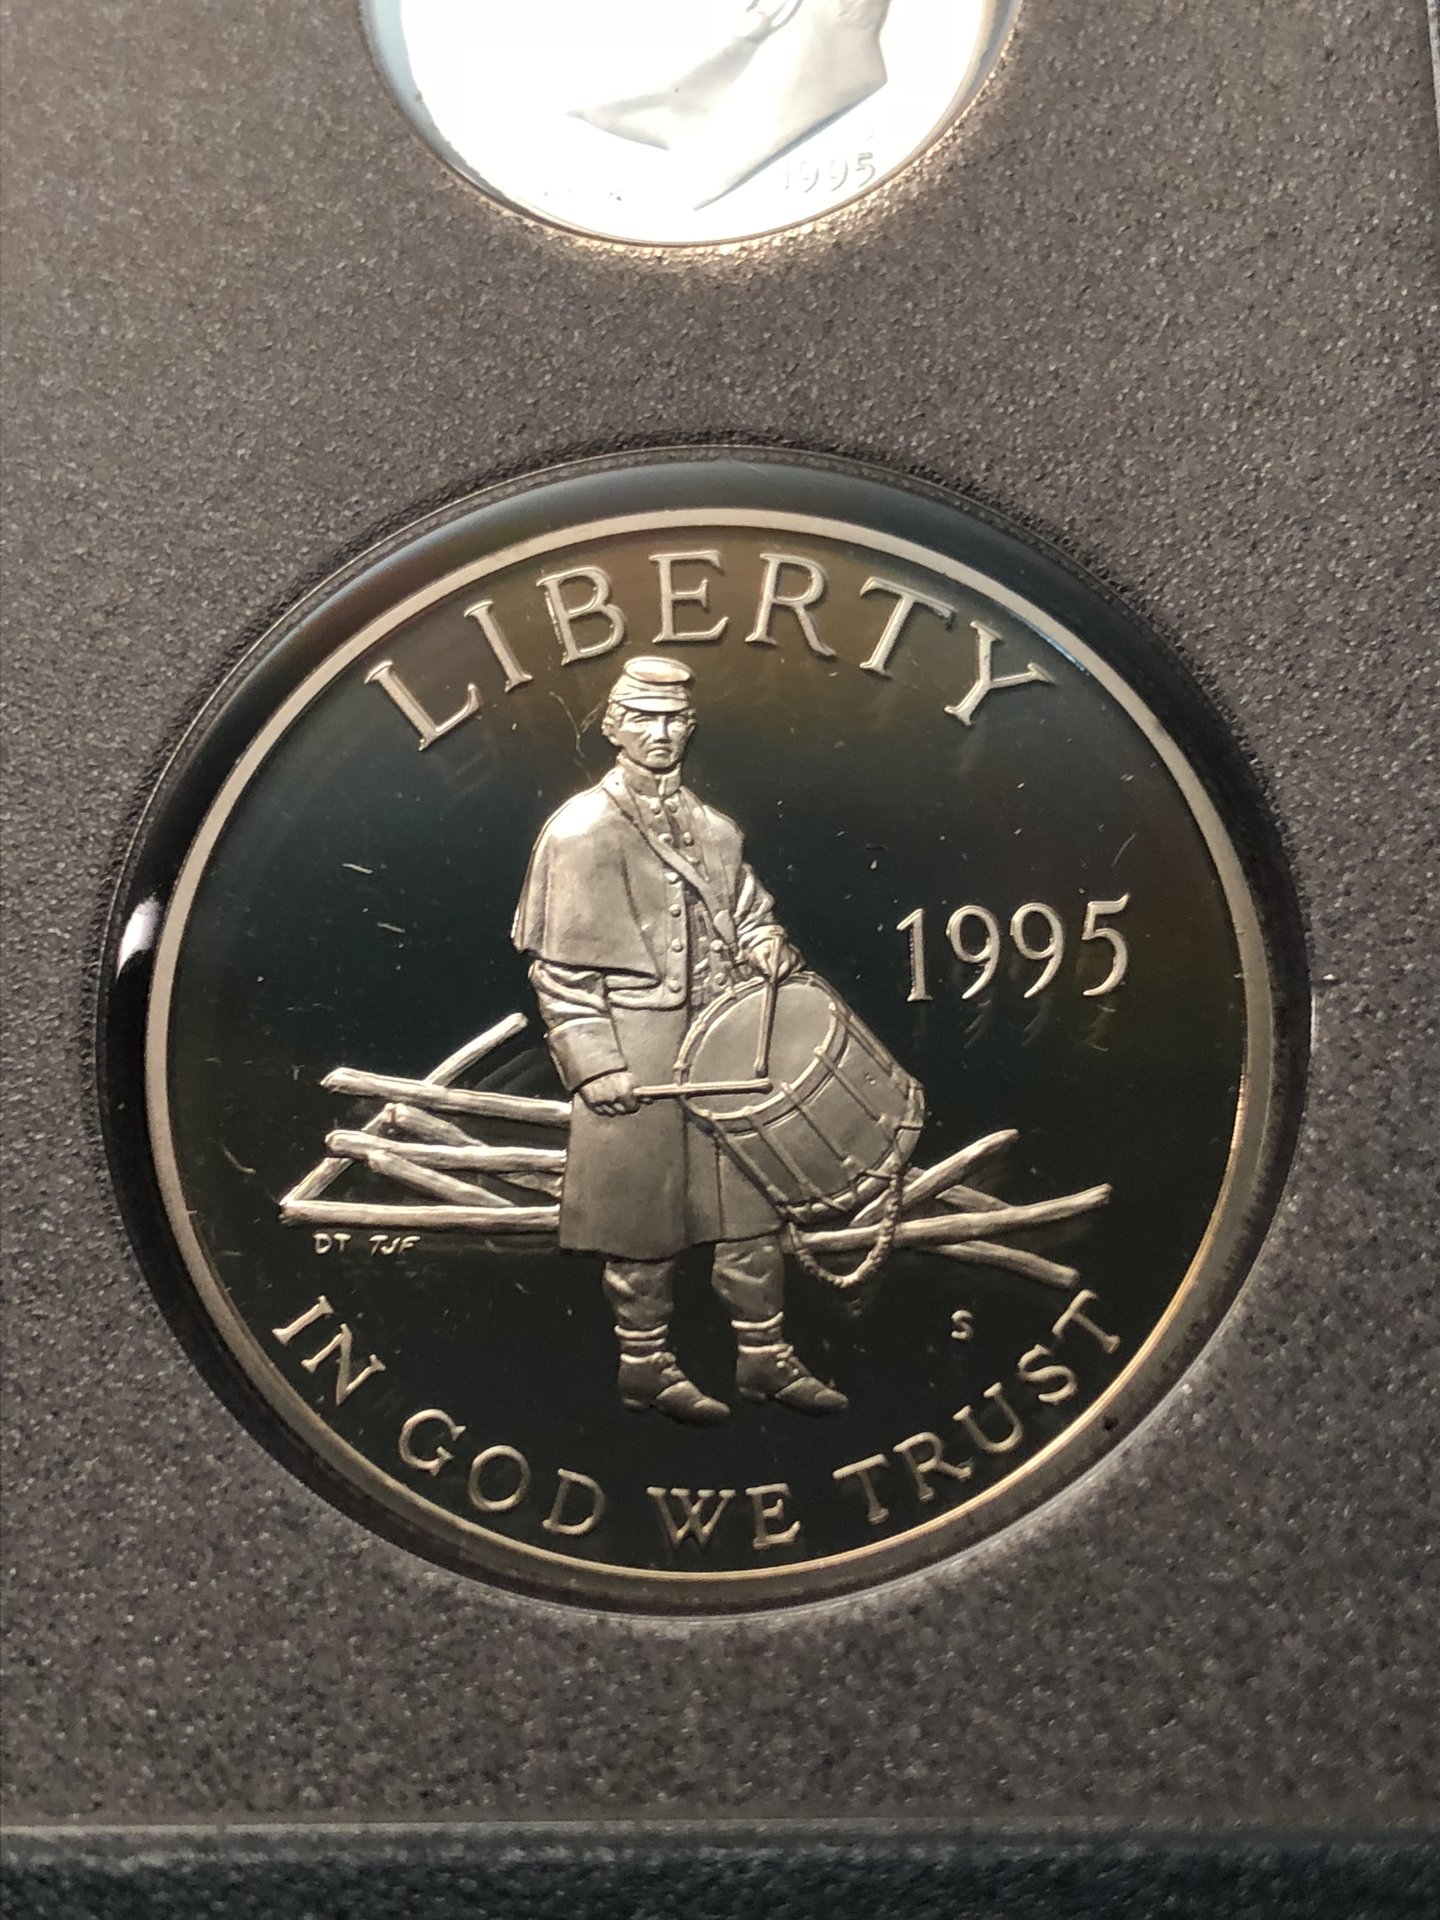 1995
LIBERTY
1995
DT TJF
S
IN GOD WE TRUST